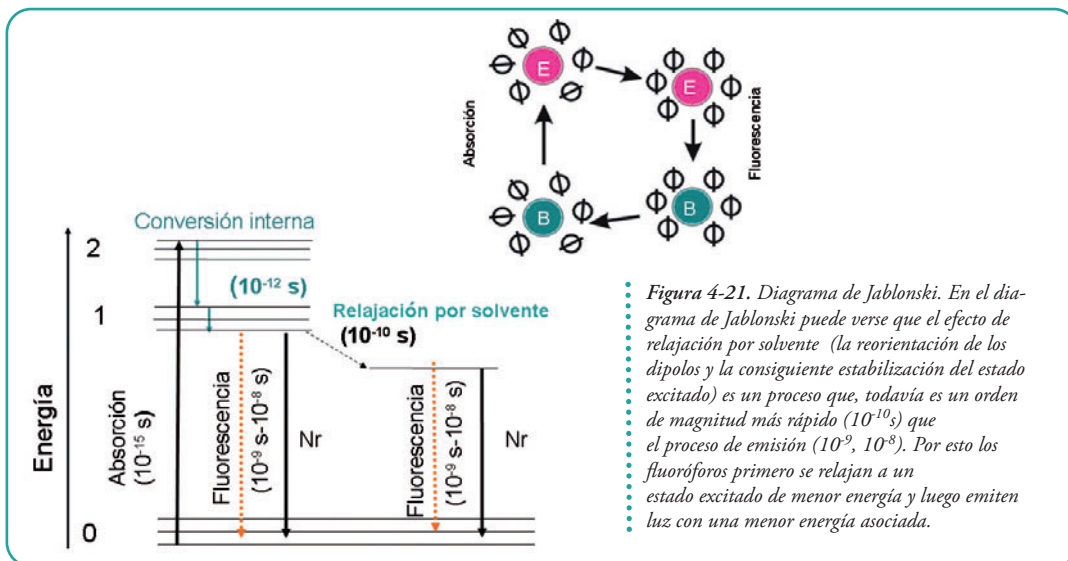 E
E
Absorción
Fluorescencia
B
B
Conversión interna
2
(10⁻¹² s)
1
Relajación por solvente
(10⁻¹⁰ s)
Energía
Absorción
(10⁻¹⁵ s)
Fluorescencia
(10⁻⁹ s-10⁻⁸ s)
Nr
Fluorescencia
(10⁻⁹ s-10⁻⁸ s)
Nr
0
Figura 4-21. Diagrama de Jablonski. En el dia-
grama de Jablonski puede verse que el efecto de
relajación por solvente (la reorientación de los
dipolos y la consiguiente estabilización del estado
excitado) es un proceso que, todavía es un orden
de magnitud más rápido (10⁻¹⁰s) que
el proceso de emisión (10⁻⁹, 10⁻⁸). Por esto los
fluoróforos primero se relajan a un
estado excitado de menor energía y luego emiten
luz con una menor energía asociada.